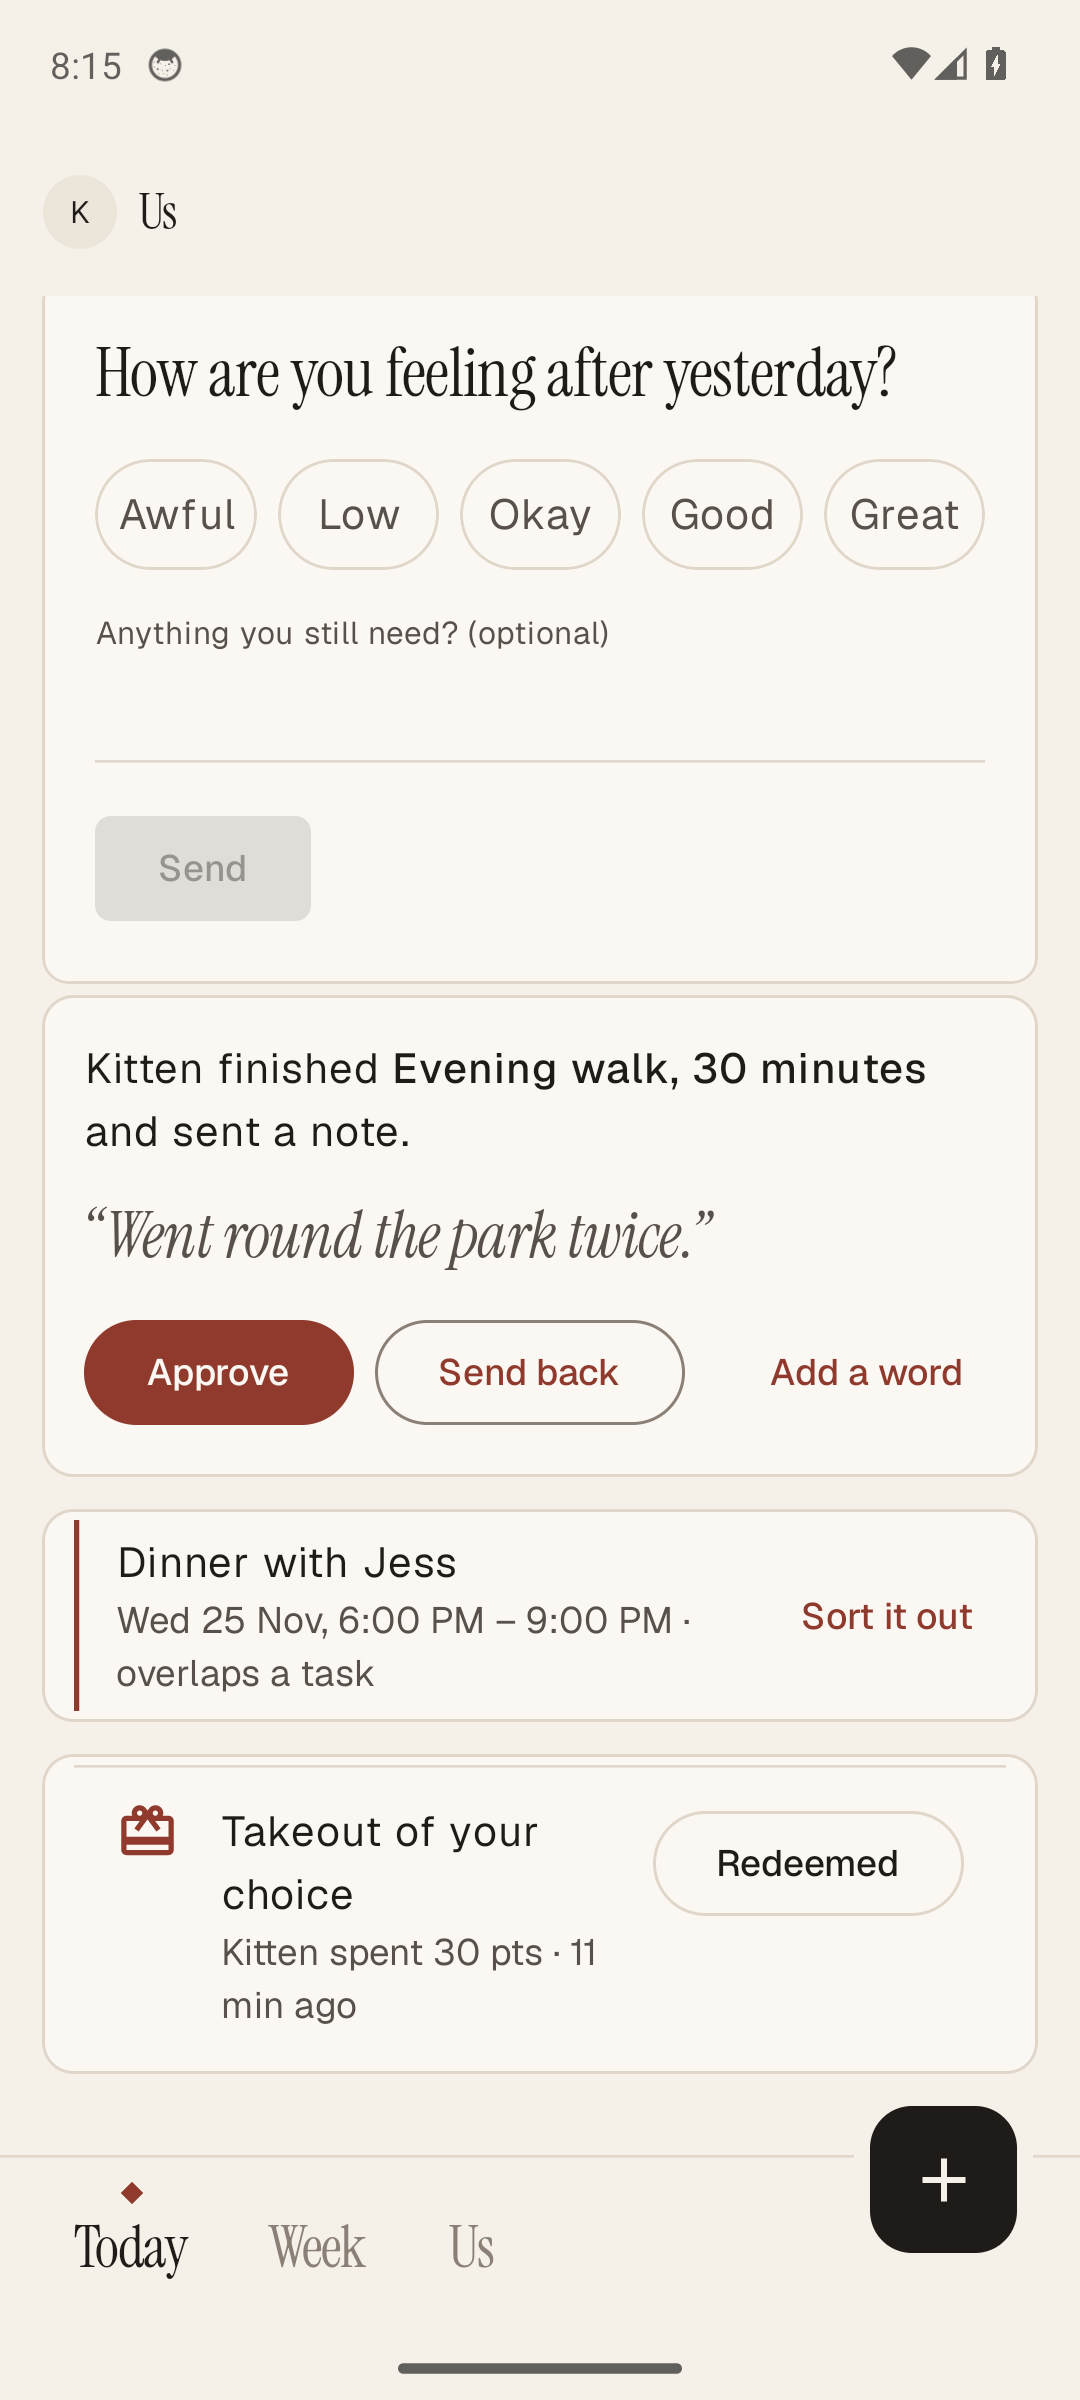 8:15
K
Us
How are you feeling after yesterday?
Awful
Low
Okay
Good
Great
Anything you still need? (optional)
Send
Kitten finished Evening walk, 30 minutes
and sent a note.
“Went round the park twice.”
Approve
Send back
Add a word
Dinner with Jess
Wed 25 Nov, 6:00 PM – 9:00 PM ·
overlaps a task
Sort it out
Takeout of your
choice
Kitten spent 30 pts · 11
min ago
Redeemed
Today
Week
Us